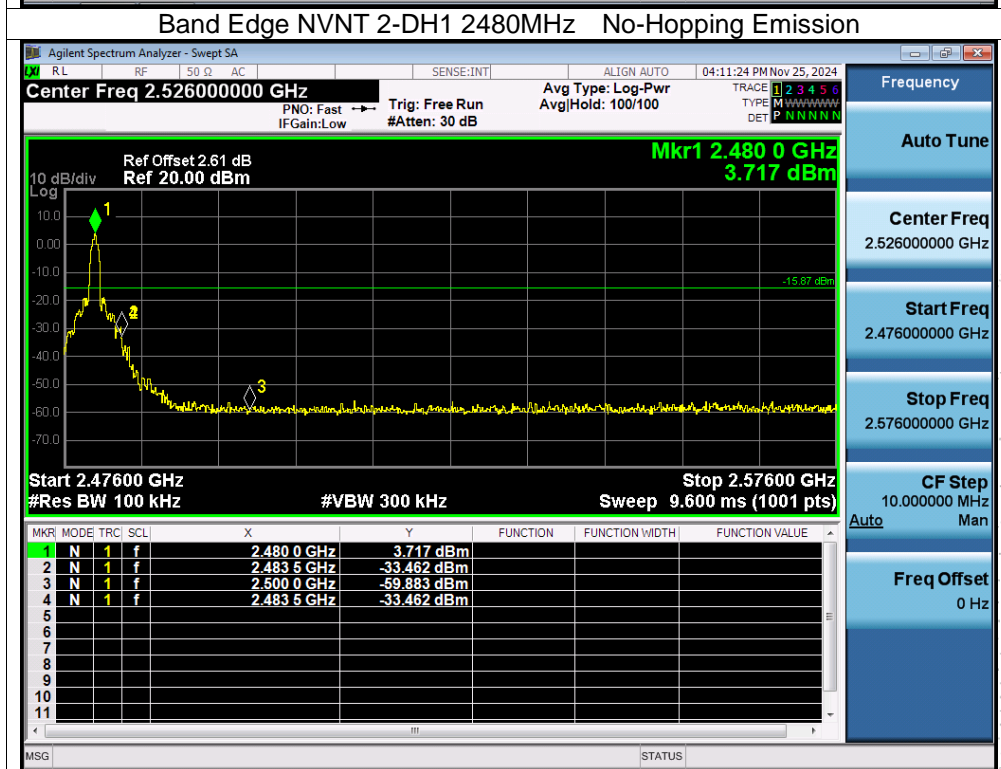 Band Edge NVNT 2-DH1 2480MHz No-Hopping Emission
Agilent Spectrum Analyzer - Swept SA
LXI RL RF 50 Ω AC SENSE:INT ALIGN AUTO 04:11:24 PM Nov 25, 2024
Center Freq 2.526000000 GHz
PNO: Fast
IFGain:Low
Trig: Free Run
#Atten: 30 dB
Avg Type: Log-Pwr
Avg|Hold: 100/100
TRACE 1 2 3 4 5 6
TYPE M WWWWW
DET P N N N N N
Ref Offset 2.61 dB
10 dB/div Ref 20.00 dBm
Log
Mkr1 2.480 0 GHz
3.717 dBm
10.0
0.00
-10.0
-20.0
-30.0
-40.0
-50.0
-60.0
-70.0
1
2
3
-15.87 dBm
Start 2.47600 GHz Stop 2.57600 GHz
#Res BW 100 kHz #VBW 300 kHz Sweep 9.600 ms (1001 pts)
MKR MODE TRC SCL X Y FUNCTION FUNCTION WIDTH FUNCTION VALUE
1 N 1 f 2.480 0 GHz 3.717 dBm
2 N 1 f 2.483 5 GHz -33.462 dBm
3 N 1 f 2.500 0 GHz -59.883 dBm
4 N 1 f 2.483 5 GHz -33.462 dBm
5
6
7
8
9
10
11
MSG STATUS
Frequency
Auto Tune
Center Freq
2.526000000 GHz
Start Freq
2.476000000 GHz
Stop Freq
2.576000000 GHz
CF Step
10.000000 MHz
Auto Man
Freq Offset
0 Hz